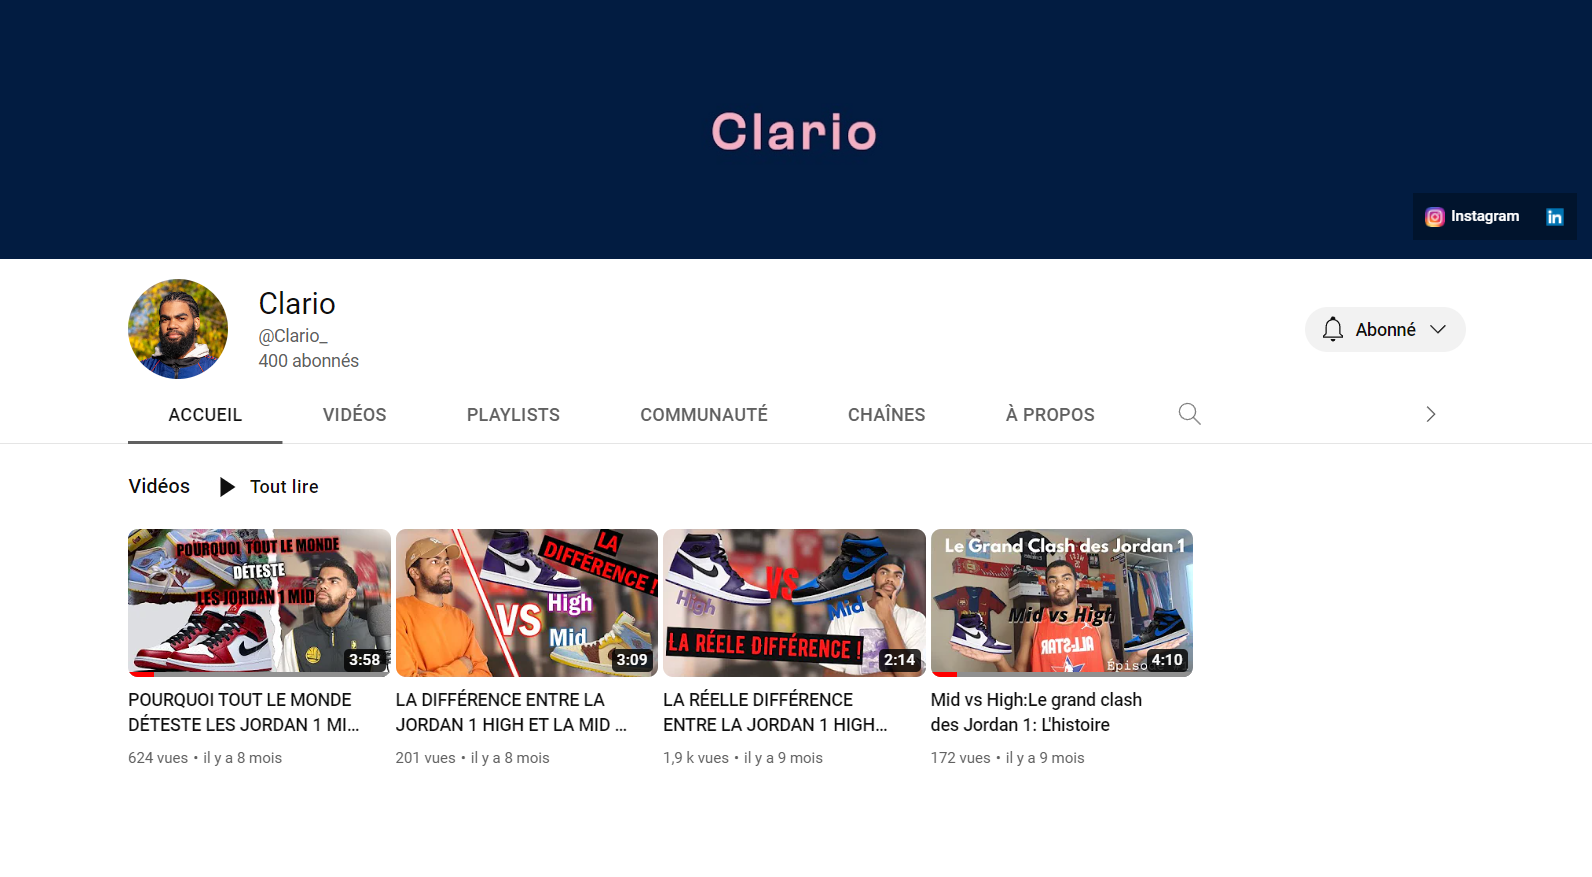 Clario
Instagram
in
Clario
@Clario_
400 abonnés
Abonné
ACCUEIL
VIDÉOS
PLAYLISTS
COMMUNAUTÉ
CHAÎNES
À PROPOS
Vidéos
Tout lire
POURQUOI TOUT LE MONDE
DÉTESTE
LES JORDAN 1 MID
3:58
LA
DIFFÉRENCE !
VS
High
Mid
3:09
High
VS
Mid
LA RÉELE DIFFÉRENCE !
2:14
Le Grand Clash des Jordan 1
Mid vs High
ALL-STAR
Épiso
4:10
POURQUOI TOUT LE MONDE
DÉTESTE LES JORDAN 1 MI...
624 vues • il y a 8 mois
LA DIFFÉRENCE ENTRE LA
JORDAN 1 HIGH ET LA MID ...
201 vues • il y a 8 mois
LA RÉELLE DIFFÉRENCE
ENTRE LA JORDAN 1 HIGH...
1,9 k vues • il y a 9 mois
Mid vs High:Le grand clash
des Jordan 1: L'histoire
172 vues • il y a 9 mois